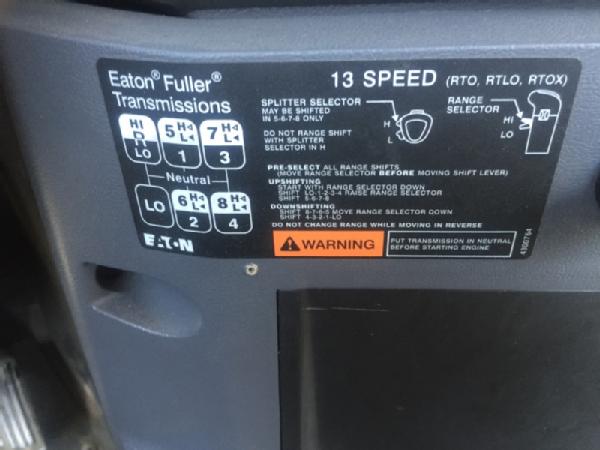 Eaton® Fuller®
Transmissions
13 SPEED (RTO, RTLO, RTOX)
HI
R
LO
5 H
L
1
7 H
L
3
Neutral
LO
6 H
L
2
8 H
L
4
EATON
SPLITTER SELECTOR
MAY BE SHIFTED
IN 5-6-7-8 ONLY
DO NOT RANGE SHIFT
WITH SPLITTER
SELECTOR IN H
H
L
RANGE
SELECTOR
HI
LO
PRE-SELECT ALL RANGE SHIFTS
(MOVE RANGE SELECTOR BEFORE MOVING SHIFT LEVER)
UPSHIFTING
START WITH RANGE SELECTOR DOWN
SHIFT LO-1-2-3-4 RAISE RANGE SELECTOR
SHIFT 5-6-7-8
DOWNSHIFTING
SHIFT 8-7-6-5 MOVE RANGE SELECTOR DOWN
SHIFT 4-3-2-1-LO
DO NOT CHANGE RANGE WHILE MOVING IN REVERSE
WARNING
PUT TRANSMISSION IN NEUTRAL
BEFORE STARTING ENGINE